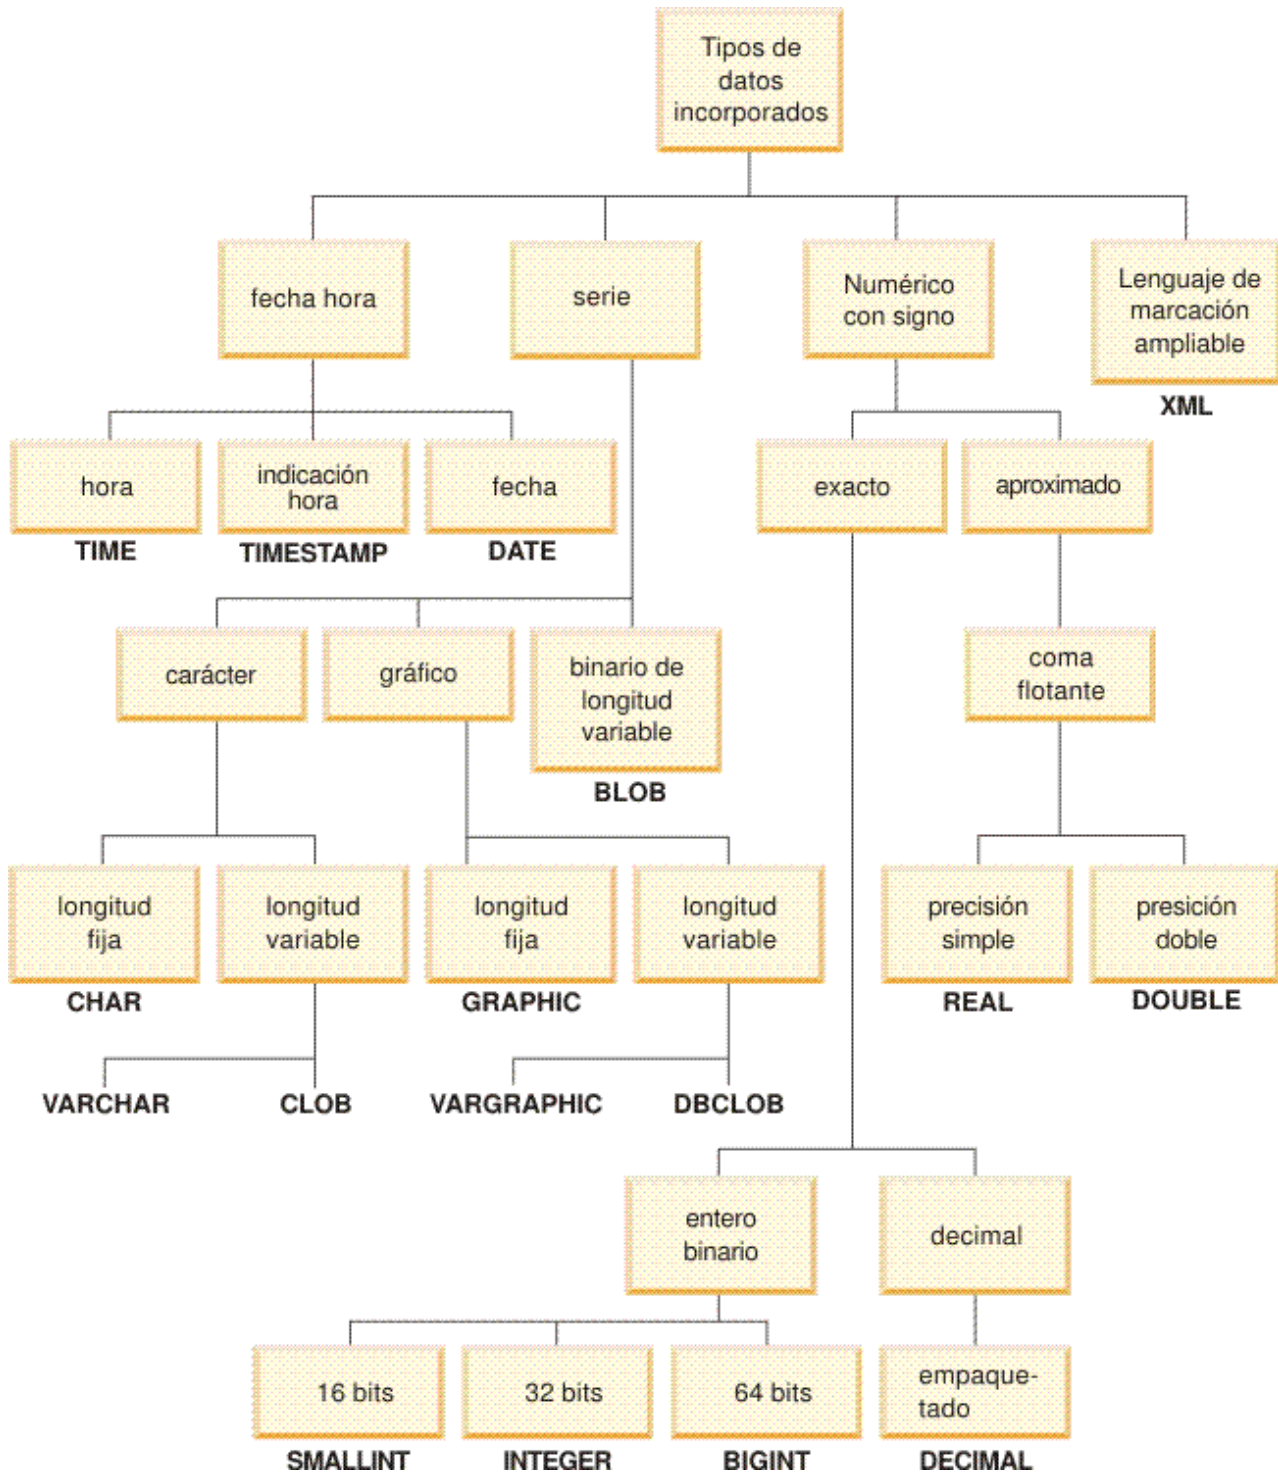 Tipos de
datos
incorporados
fecha hora
serie
Numérico
con signo
Lenguaje de
marcación
ampliable
XML
hora
indicación
hora
fecha
exacto
aproximado
TIME
TIMESTAMP
DATE
carácter
gráfico
binario de
longitud
variable
BLOB
coma
flotante
longitud
fija
longitud
variable
longitud
fija
longitud
variable
precisión
simple
presición
doble
CHAR
GRAPHIC
REAL
DOUBLE
VARCHAR
CLOB
VARGRAPHIC
DBCLOB
entero
binario
decimal
16 bits
32 bits
64 bits
empaque-
tado
SMALLINT
INTEGER
BIGINT
DECIMAL